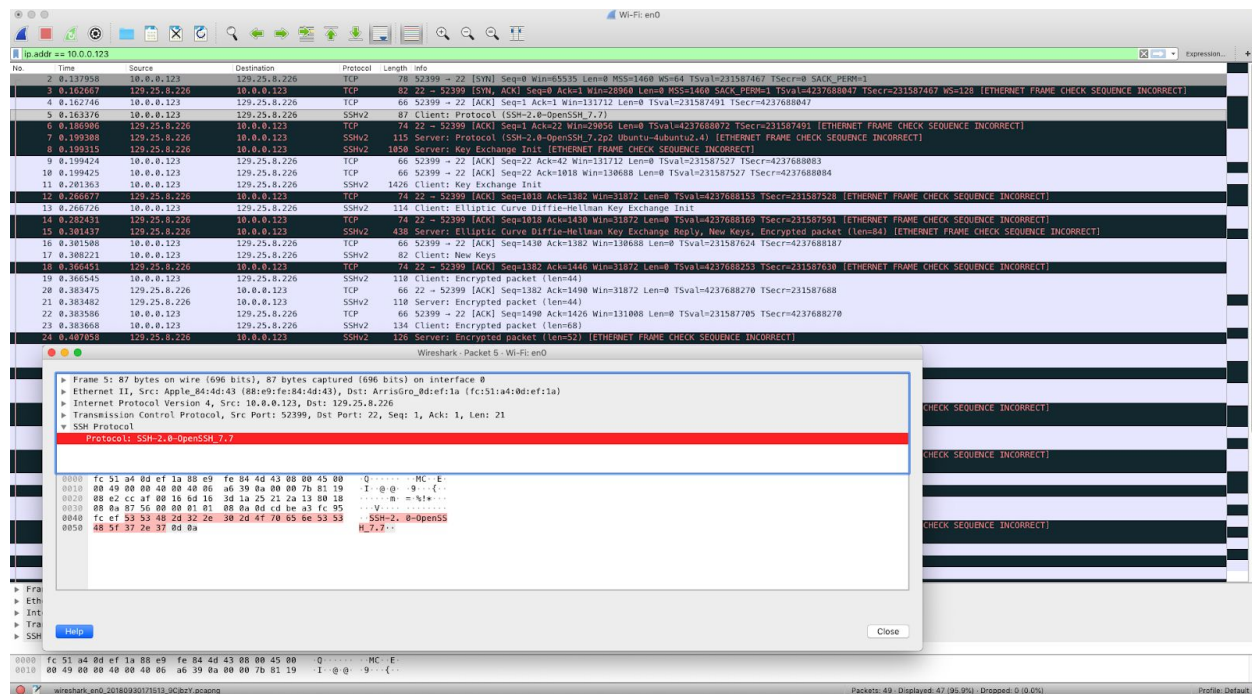 Wi-Fi: en0
ip.addr == 10.0.0.123
Expression...
+
No. Time Source Destination Protocol Length Info
2 0.137958 10.0.0.123 129.25.8.226 TCP 78 52399 → 22 [SYN] Seq=0 Win=65535 Len=0 MSS=1460 WS=64 TSval=231587467 TSecr=0 SACK_PERM=1
3 0.162667 129.25.8.226 10.0.0.123 TCP 82 22 → 52399 [SYN, ACK] Seq=0 Ack=1 Win=28960 Len=0 MSS=1460 SACK_PERM=1 TSval=4237688047 TSecr=231587467 WS=128 [ETHERNET FRAME CHECK SEQUENCE INCORRECT]
4 0.162746 10.0.0.123 129.25.8.226 TCP 66 52399 → 22 [ACK] Seq=1 Ack=1 Win=131712 Len=0 TSval=231587491 TSecr=4237688047
5 0.163376 10.0.0.123 129.25.8.226 SSHv2 87 Client: Protocol (SSH-2.0-OpenSSH_7.7)
6 0.186906 129.25.8.226 10.0.0.123 TCP 74 22 → 52399 [ACK] Seq=1 Ack=22 Win=29056 Len=0 TSval=4237688072 TSecr=231587491 [ETHERNET FRAME CHECK SEQUENCE INCORRECT]
7 0.199308 129.25.8.226 10.0.0.123 SSHv2 115 Server: Protocol (SSH-2.0-OpenSSH_7.2p2 Ubuntu-4ubuntu2.4) [ETHERNET FRAME CHECK SEQUENCE INCORRECT]
8 0.199315 129.25.8.226 10.0.0.123 SSHv2 1050 Server: Key Exchange Init [ETHERNET FRAME CHECK SEQUENCE INCORRECT]
9 0.199424 10.0.0.123 129.25.8.226 TCP 66 52399 → 22 [ACK] Seq=22 Ack=42 Win=131712 Len=0 TSval=231587527 TSecr=4237688083
10 0.199425 10.0.0.123 129.25.8.226 TCP 66 52399 → 22 [ACK] Seq=22 Ack=1018 Win=130688 Len=0 TSval=231587527 TSecr=4237688084
11 0.201363 10.0.0.123 129.25.8.226 SSHv2 1426 Client: Key Exchange Init
12 0.266677 129.25.8.226 10.0.0.123 TCP 74 22 → 52399 [ACK] Seq=1018 Ack=1382 Win=31872 Len=0 TSval=4237688153 TSecr=231587528 [ETHERNET FRAME CHECK SEQUENCE INCORRECT]
13 0.266726 10.0.0.123 129.25.8.226 SSHv2 114 Client: Elliptic Curve Diffie-Hellman Key Exchange Init
14 0.282431 129.25.8.226 10.0.0.123 TCP 74 22 → 52399 [ACK] Seq=1018 Ack=1430 Win=31872 Len=0 TSval=4237688169 TSecr=231587591 [ETHERNET FRAME CHECK SEQUENCE INCORRECT]
15 0.301437 129.25.8.226 10.0.0.123 SSHv2 438 Server: Elliptic Curve Diffie-Hellman Key Exchange Reply, New Keys, Encrypted packet (len=84) [ETHERNET FRAME CHECK SEQUENCE INCORRECT]
16 0.301508 10.0.0.123 129.25.8.226 TCP 66 52399 → 22 [ACK] Seq=1430 Ack=1382 Win=130688 Len=0 TSval=231587624 TSecr=4237688187
17 0.308221 10.0.0.123 129.25.8.226 SSHv2 82 Client: New Keys
18 0.366451 129.25.8.226 10.0.0.123 TCP 74 22 → 52399 [ACK] Seq=1382 Ack=1446 Win=31872 Len=0 TSval=4237688253 TSecr=231587630 [ETHERNET FRAME CHECK SEQUENCE INCORRECT]
19 0.366545 10.0.0.123 129.25.8.226 SSHv2 110 Client: Encrypted packet (len=44)
20 0.383475 129.25.8.226 10.0.0.123 TCP 66 22 → 52399 [ACK] Seq=1382 Ack=1490 Win=31872 Len=0 TSval=4237688270 TSecr=231587688
21 0.383482 129.25.8.226 10.0.0.123 SSHv2 110 Server: Encrypted packet (len=44)
22 0.383586 10.0.0.123 129.25.8.226 TCP 66 52399 → 22 [ACK] Seq=1490 Ack=1426 Win=131008 Len=0 TSval=231587705 TSecr=4237688270
23 0.383668 10.0.0.123 129.25.8.226 SSHv2 134 Client: Encrypted packet (len=68)
24 0.407058 129.25.8.226 10.0.0.123 SSHv2 126 Server: Encrypted packet (len=52) [ETHERNET FRAME CHECK SEQUENCE INCORRECT]
Wireshark · Packet 5 · Wi-Fi: en0
Frame 5: 87 bytes on wire (696 bits), 87 bytes captured (696 bits) on interface 0
Ethernet II, Src: Apple_84:4d:43 (88:e9:fe:84:4d:43), Dst: ArrisGro_0d:ef:1a (fc:51:a4:0d:ef:1a)
Internet Protocol Version 4, Src: 10.0.0.123, Dst: 129.25.8.226
Transmission Control Protocol, Src Port: 52399, Dst Port: 22, Seq: 1, Ack: 1, Len: 21
SSH Protocol
Protocol: SSH-2.0-OpenSSH_7.7
CHECK SEQUENCE INCORRECT]
CHECK SEQUENCE INCORRECT]
CHECK SEQUENCE INCORRECT]
0000 fc 51 a4 0d ef 1a 88 e9 fe 84 4d 43 08 00 45 00 ·Q········MC··E·
0010 00 49 00 00 40 00 40 06 a6 39 0a 00 00 7b 81 19 ·I··@·@··9···{··
0020 08 e2 cc af 00 16 6d 16 3d 1a 25 21 2a 13 80 18 ······m·=·%!*···
0030 08 0a 87 56 00 00 01 01 08 0a 0d cd be a3 fc 95 ···V············
0040 fc ef 53 53 48 2d 32 2e 30 2d 4f 70 65 6e 53 53 ··SSH-2. 0-OpenSS
0050 48 5f 37 2e 37 0d 0a H_7.7··
Fra
Eth
Int
Tra
SSH
Help
Close
0000 fc 51 a4 0d ef 1a 88 e9 fe 84 4d 43 08 00 45 00 ·Q········MC··E·
0010 00 49 00 00 40 00 40 06 a6 39 0a 00 00 7b 81 19 ·I··@·@··9···{··
wireshark_en0_20180930171513_9CjbzY.pcapng
Packets: 49 · Displayed: 47 (95.9%) · Dropped: 0 (0.0%)
Profile: Default